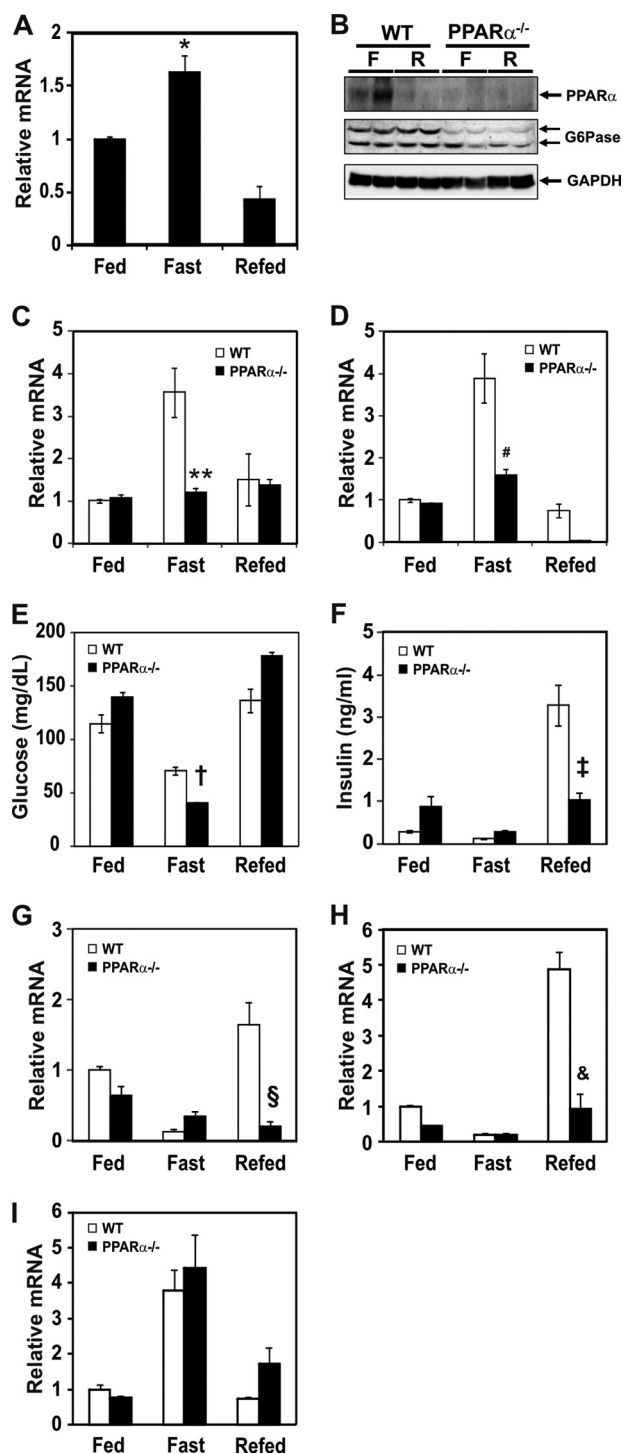 A
Relative mRNA
2
1.5
1
0.5
0
*
Fed Fast Refed
B
WT PPARα-/-
F R F R
PPARα
G6Pase
GAPDH
C
Relative mRNA
5
4
3
2
1
0
WT
PPARα-/-
**
Fed Fast Refed
D
Relative mRNA
5
4
3
2
1
0
WT
PPARα-/-
#
Fed Fast Refed
E
Glucose (mg/dL)
200
150
100
50
0
WT
PPARα-/-
†
Fed Fast Refed
F
Insulin (ng/ml)
5
4
3
2
1
0
WT
PPARα-/-
‡
Fed Fast Refed
G
Relative mRNA
3
2
1
0
WT
PPARα-/-
§
Fed Fast Refed
H
Relative mRNA
6
5
4
3
2
1
0
WT
PPARα-/-
&
Fed Fast Refed
I
Relative mRNA
6
5
4
3
2
1
0
WT
PPARα-/-
Fed Fast Refed